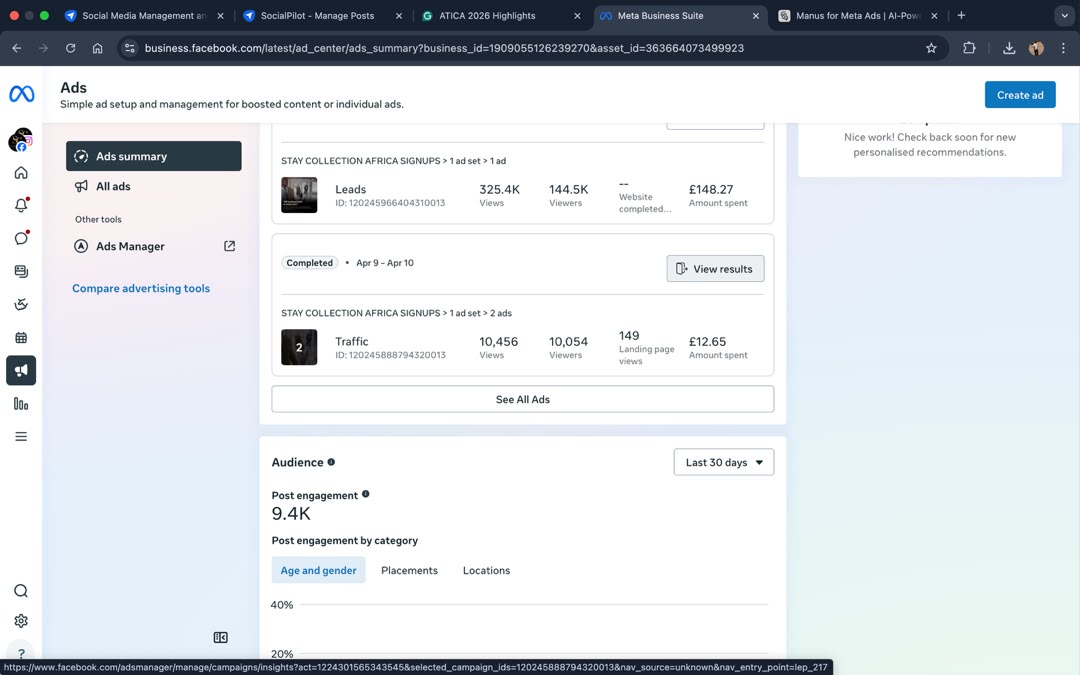 Social Media Management an
SocialPilot - Manage Posts
ATICA 2026 Highlights
Meta Business Suite
Manus for Meta Ads | AI-Pow
business.facebook.com/latest/ad_center/ads_summary?business_id=1909055126239270&asset_id=363664073499923
Ads
Simple ad setup and management for boosted content or individual ads.
Create ad
Ads summary
All ads
Other tools
Ads Manager
Compare advertising tools
STAY COLLECTION AFRICA SIGNUPS > 1 ad set > 1 ad
Leads
ID: 120245966404310013
325.4K
Views
144.5K
Viewers
--
Website
completed...
£148.27
Amount spent
Completed • Apr 9 – Apr 10
View results
STAY COLLECTION AFRICA SIGNUPS > 1 ad set > 2 ads
2
Traffic
ID: 120245888794320013
10,456
Views
10,054
Viewers
149
Landing page
views
£12.65
Amount spent
See All Ads
Nice work! Check back soon for new
personalised recommendations.
Audience
Last 30 days
Post engagement
9.4K
Post engagement by category
Age and gender
Placements
Locations
40%
20%
?
https://www.facebook.com/adsmanager/manage/campaigns/insights?act=1224301565343545&selected_campaign_ids=120245888794320013&nav_source=unknown&nav_entry_point=lep_217